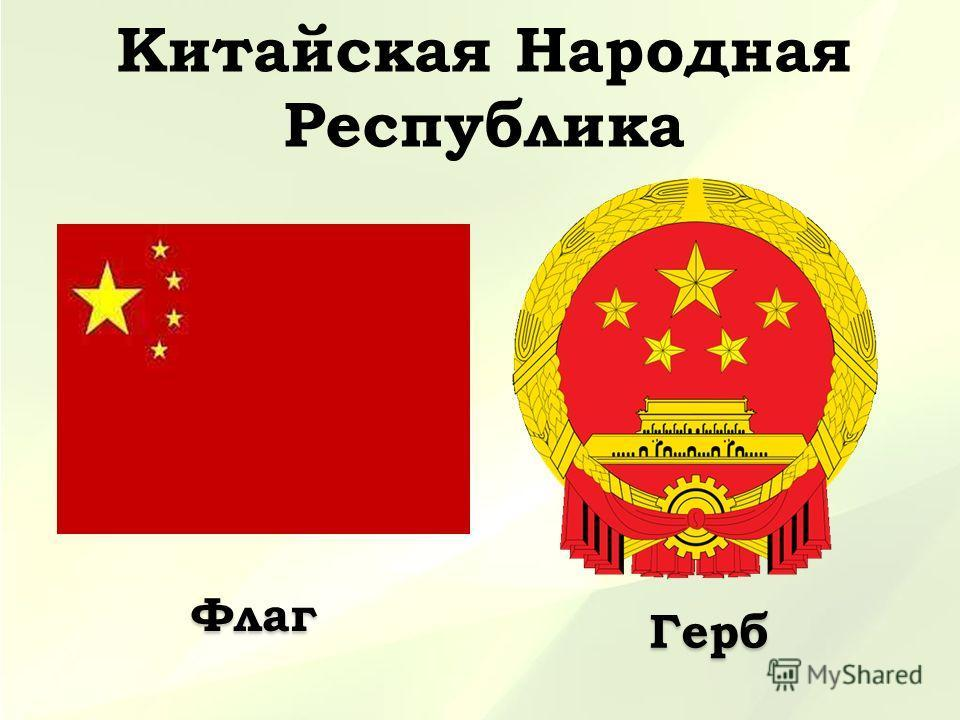 Китайская Народная
Республика
Флаг
Герб
MyShared